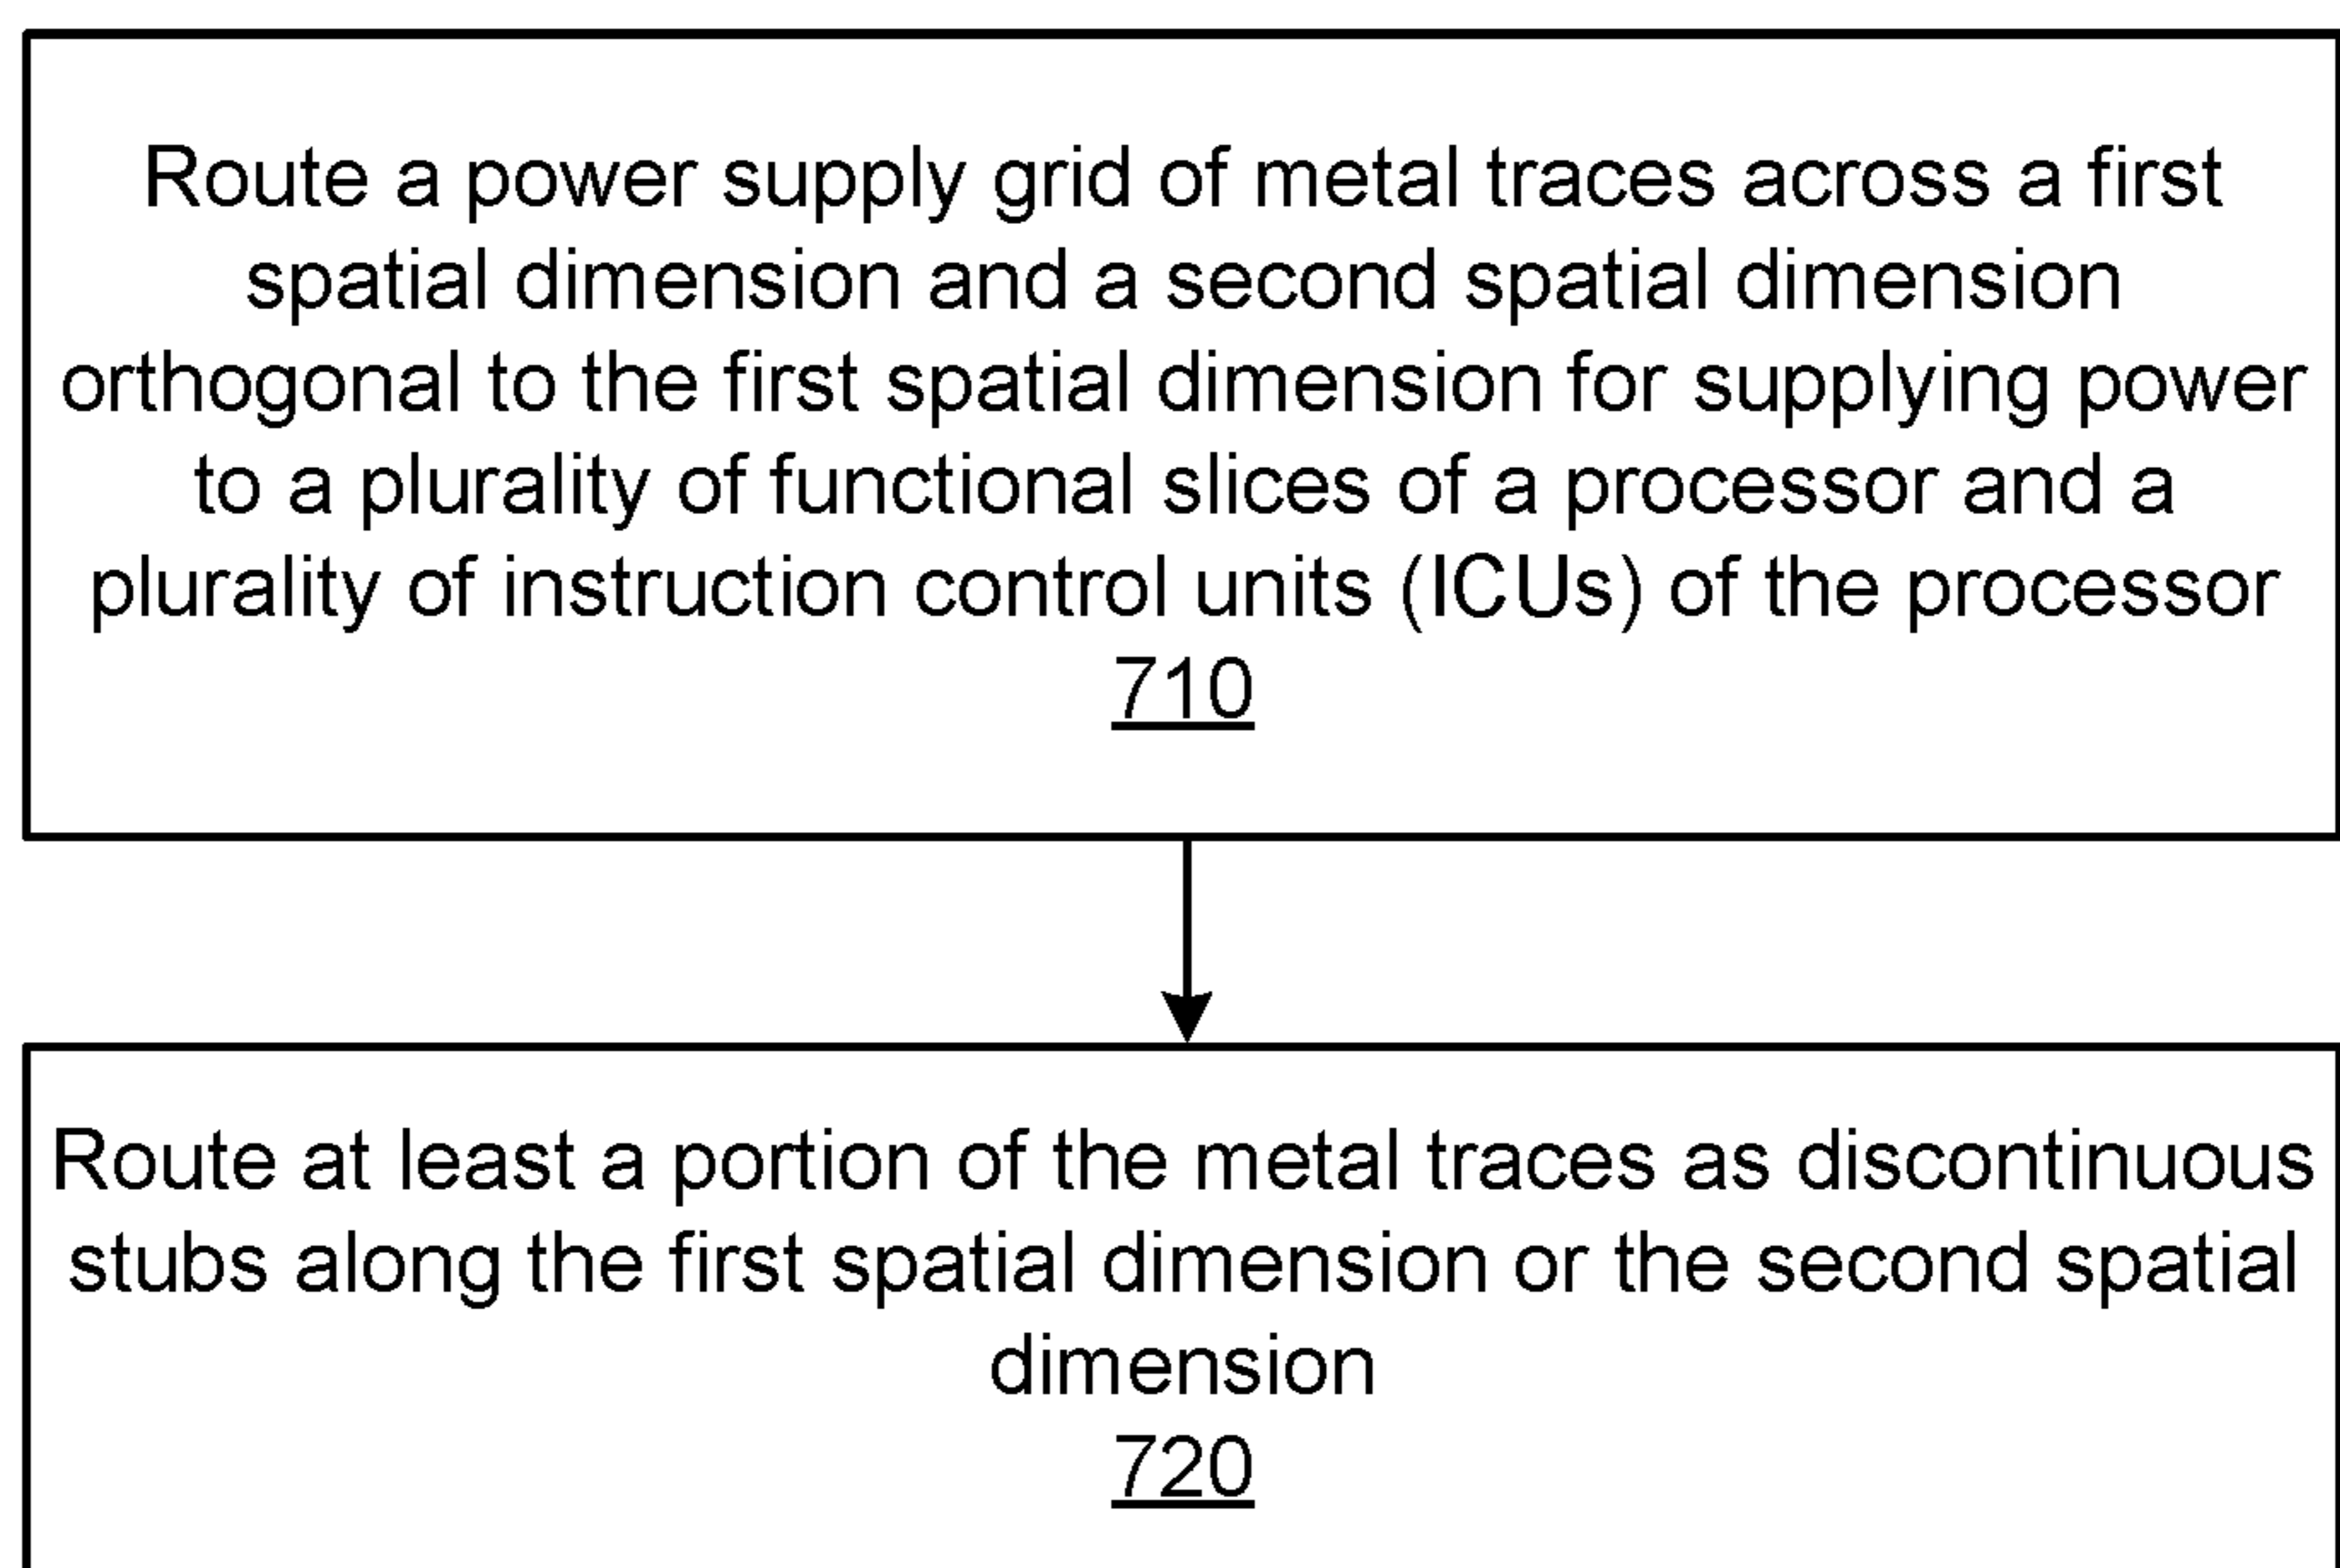 Route a power supply grid of metal traces across a first
spatial dimension and a second spatial dimension
orthogonal to the first spatial dimension for supplying power
to a plurality of functional slices of a processor and a
plurality of instruction control units (ICUs) of the processor
710
Route at least a portion of the metal traces as discontinuous
stubs along the first spatial dimension or the second spatial
dimension
720